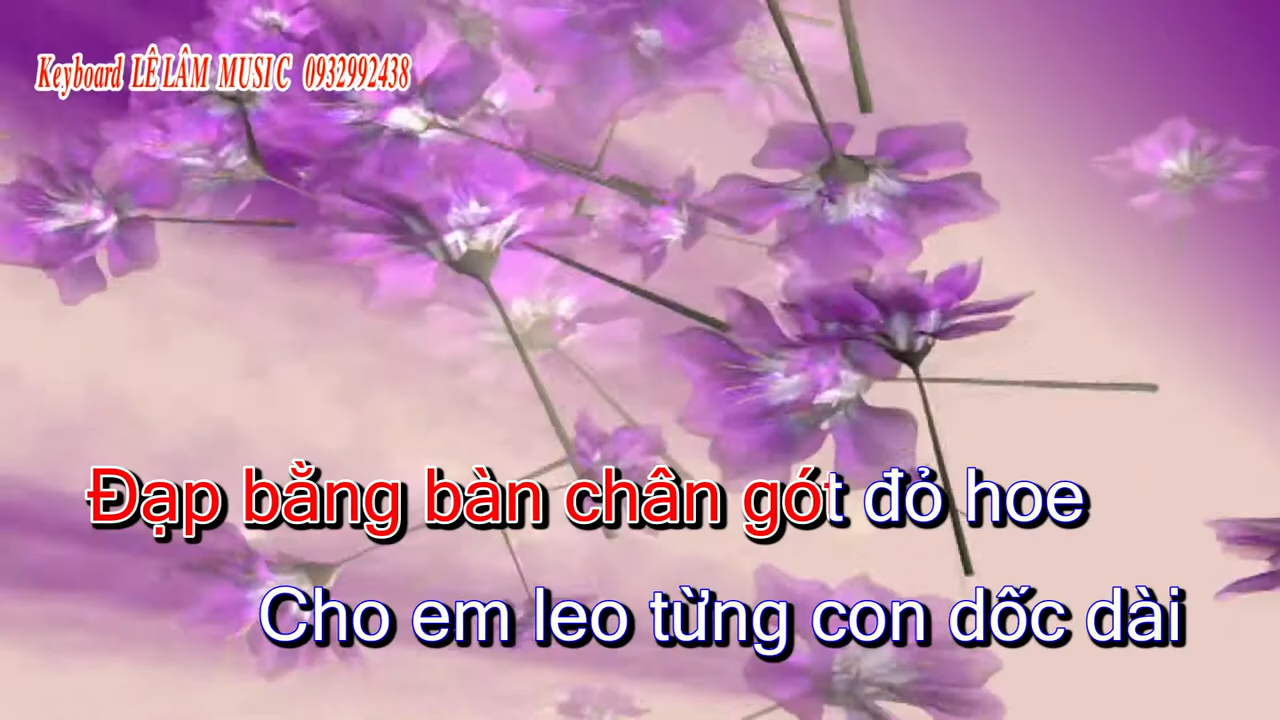 Keyboard LÊ LÂM MUSIC 0932992438
Đạp bằng bàn chân gót đỏ hoe
Cho em leo từng con dốc dài